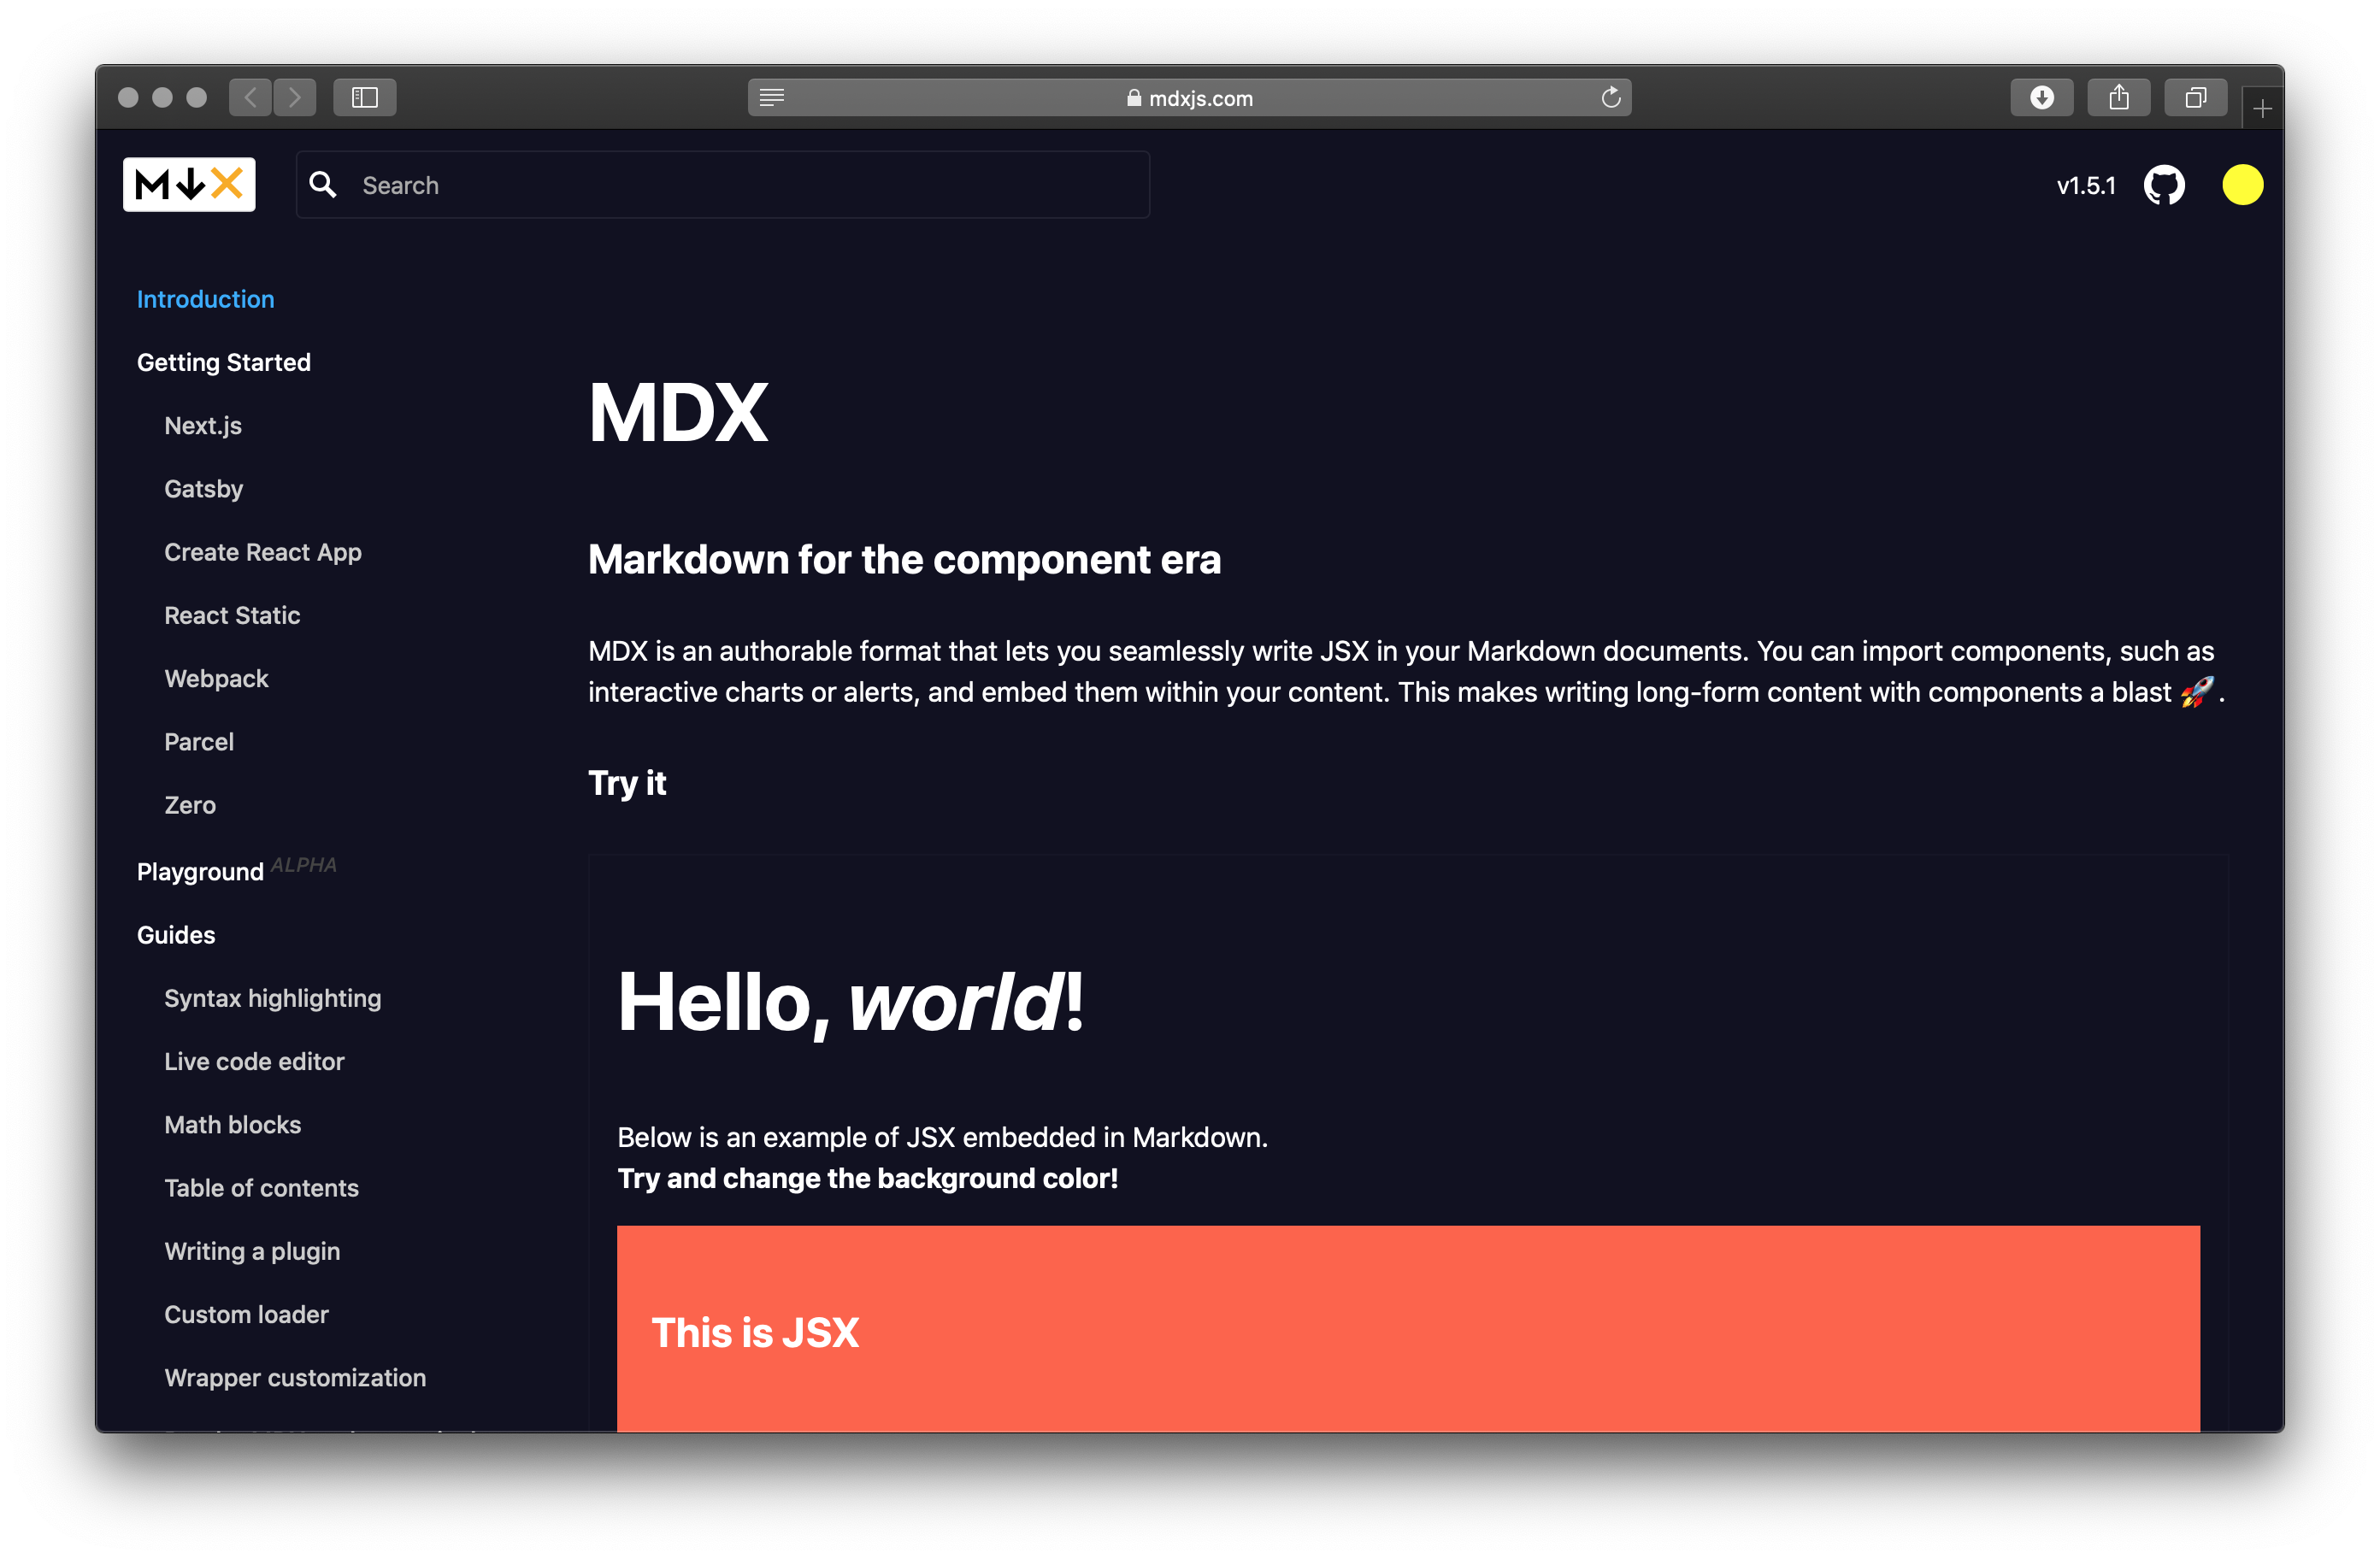 mdxjs.com
M↓X
Search
v1.5.1
Introduction
Getting Started
Next.js
Gatsby
Create React App
React Static
Webpack
Parcel
Zero
Playground ALPHA
Guides
Syntax highlighting
Live code editor
Math blocks
Table of contents
Writing a plugin
Custom loader
Wrapper customization
MDX
Markdown for the component era
MDX is an authorable format that lets you seamlessly write JSX in your Markdown documents. You can import components, such as
interactive charts or alerts, and embed them within your content. This makes writing long-form content with components a blast 🚀.
Try it
Hello, world!
Below is an example of JSX embedded in Markdown.
Try and change the background color!
This is JSX